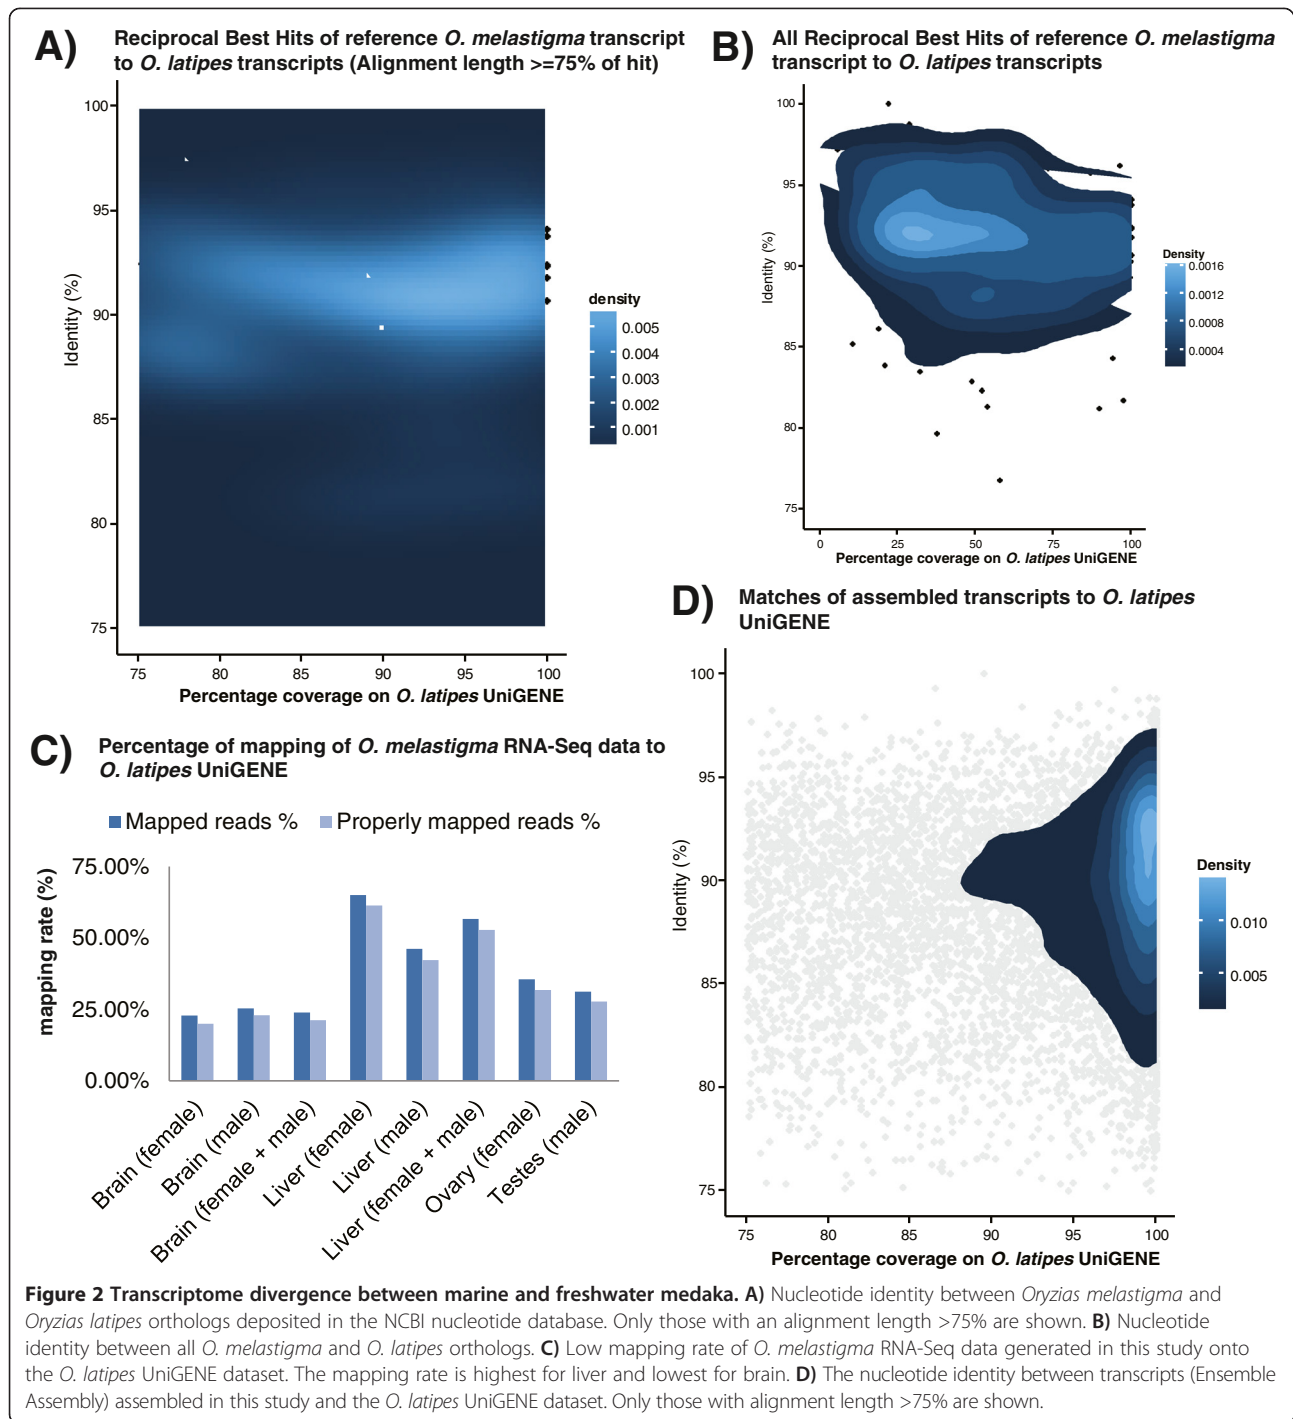 A) Reciprocal Best Hits of reference O. melastigma transcript
to O. latipes transcripts (Alignment length >=75% of hit)
100
95
90
85
80
75
Identity (%)
75 80 85 90 95 100
Percentage coverage on O. latipes UniGENE
density
0.005
0.004
0.003
0.002
0.001
B) All Reciprocal Best Hits of reference O. melastigma
transcript to O. latipes transcripts
100
95
90
85
80
75
Identity (%)
0 25 50 75 100
Percentage coverage on O. latipes UniGENE
Density
0.0016
0.0012
0.0008
0.0004
C) Percentage of mapping of O. melastigma RNA-Seq data to
O. latipes UniGENE
Mapped reads % Properly mapped reads %
75.00%
50.00%
25.00%
0.00%
mapping rate (%)
Brain (female)
Brain (male)
Brain (female + male)
Liver (female)
Liver (male)
Liver (female + male)
Ovary (female)
Testes (male)
D) Matches of assembled transcripts to O. latipes
UniGENE
100
95
90
85
80
75
Identity (%)
75 80 85 90 95 100
Percentage coverage on O. latipes UniGENE
Density
0.010
0.005
Figure 2 Transcriptome divergence between marine and freshwater medaka. A) Nucleotide identity between Oryzias melastigma and
Oryzias latipes orthologs deposited in the NCBI nucleotide database. Only those with an alignment length >75% are shown. B) Nucleotide
identity between all O. melastigma and O. latipes orthologs. C) Low mapping rate of O. melastigma RNA-Seq data generated in this study onto
the O. latipes UniGENE dataset. The mapping rate is highest for liver and lowest for brain. D) The nucleotide identity between transcripts (Ensemble
Assembly) assembled in this study and the O. latipes UniGENE dataset. Only those with alignment length >75% are shown.